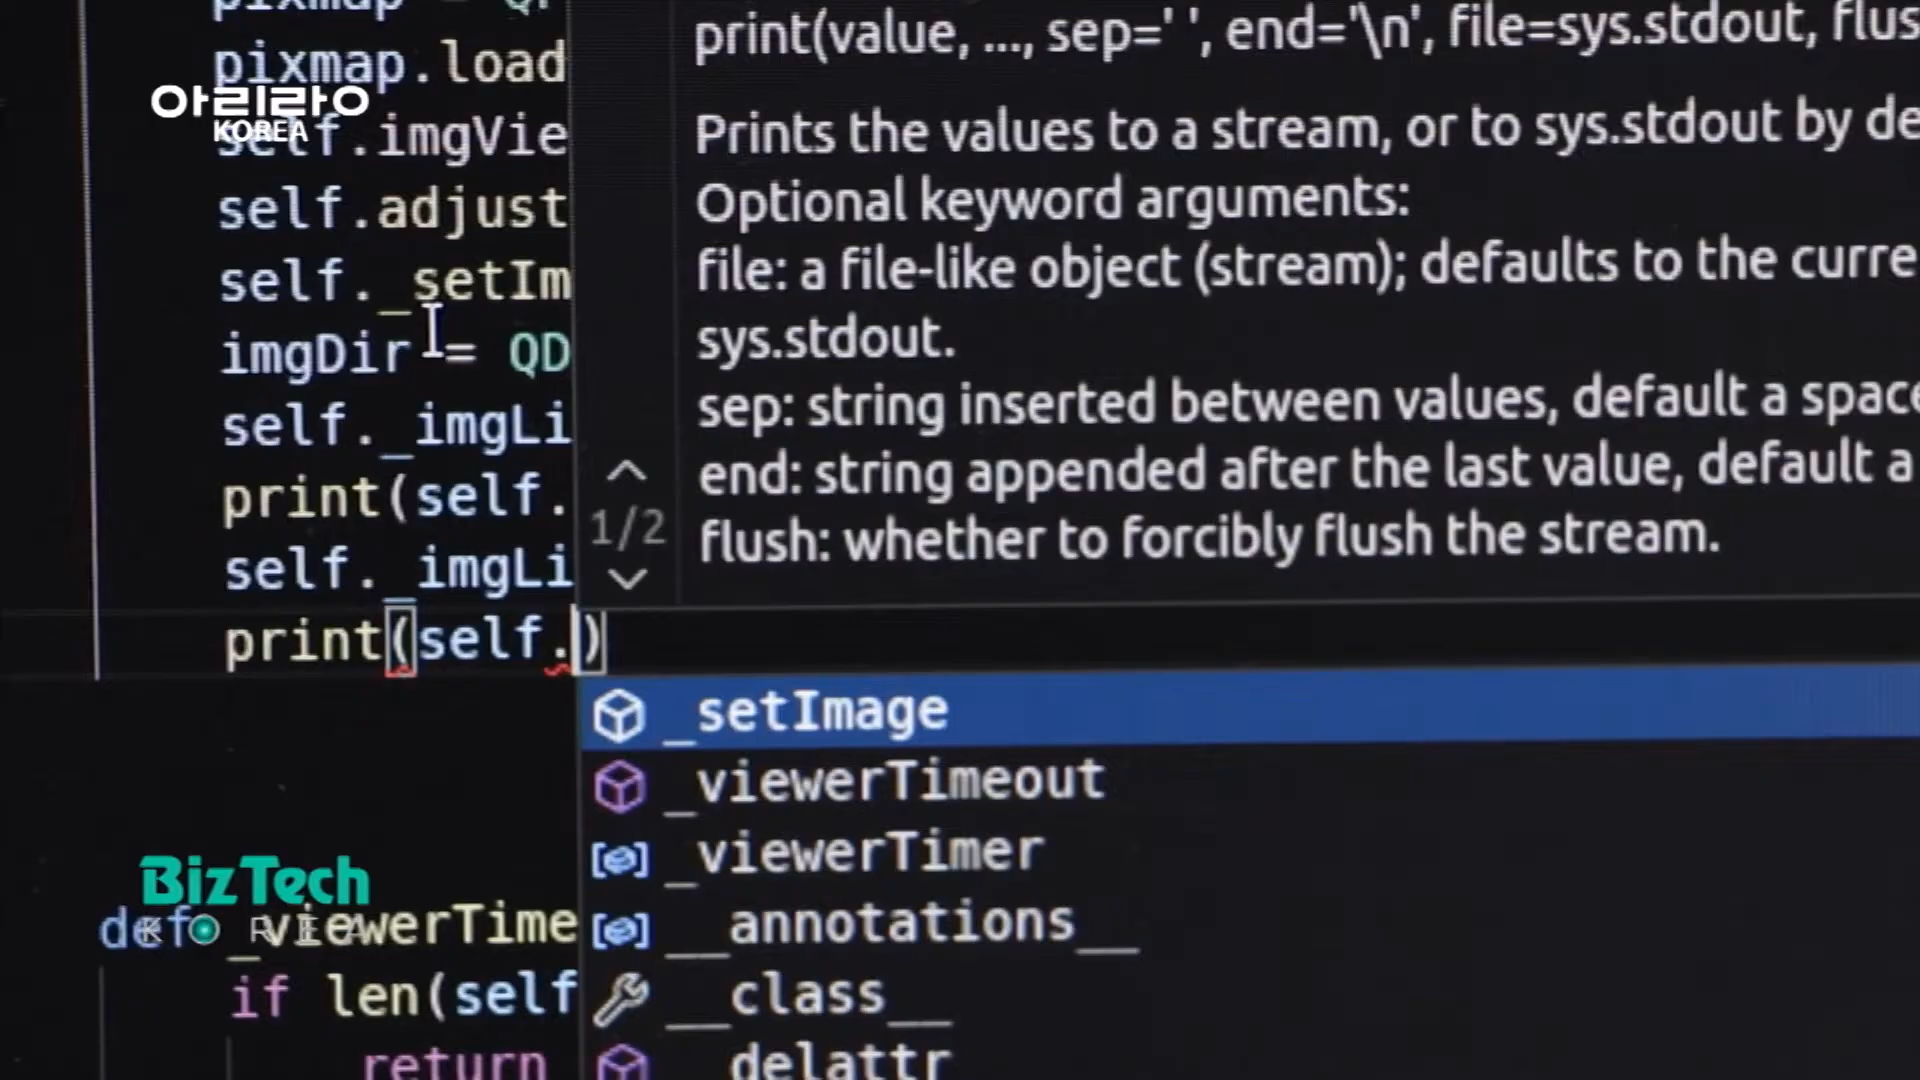 pixmap = QP
pixmap.load
아리랑
KOREA
self.imgVie
self.adjust
self._setIm
imgDir = QD
self._imgLi
print(self.
self._imgLi
print(self.)
print(value, ..., sep=' ', end='\n', file=sys.stdout, flus
Prints the values to a stream, or to sys.stdout by de
Optional keyword arguments:
file: a file-like object (stream); defaults to the curre
sys.stdout.
sep: string inserted between values, default a space
end: string appended after the last value, default a
flush: whether to forcibly flush the stream.
1/2
_setImage
_viewerTimeout
_viewerTimer
__annotations__
__class__
__delattr
BizTech
KOREA
def _viewerTime
if len(self
return